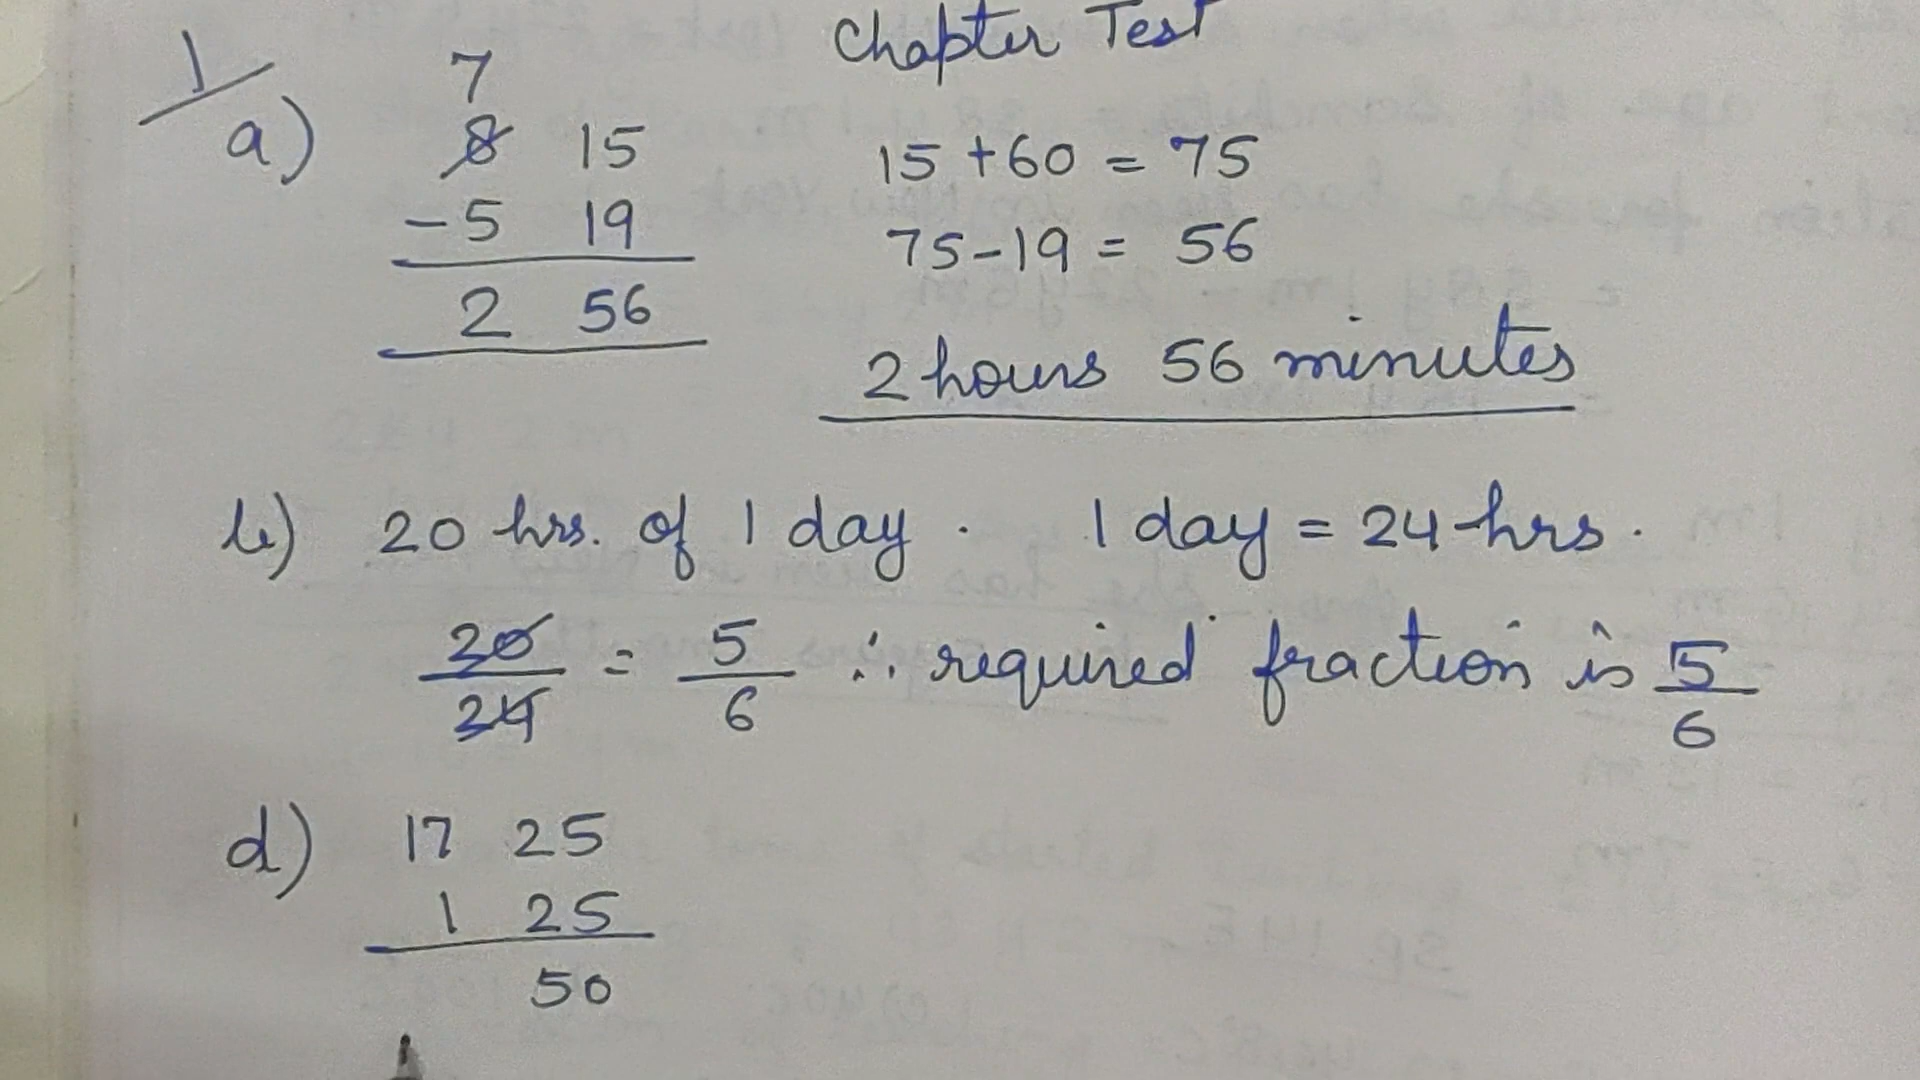 Chapter Test
1
7
a) 8 15 15 + 60 = 75
- 5 19 75 - 19 = 56
2 56
2 hours 56 minutes
b) 20 hrs. of 1 day. 1 day = 24 hrs.
20/24 = 5/6 ∴ required fraction is 5/6
d) 17 25
1 25
50